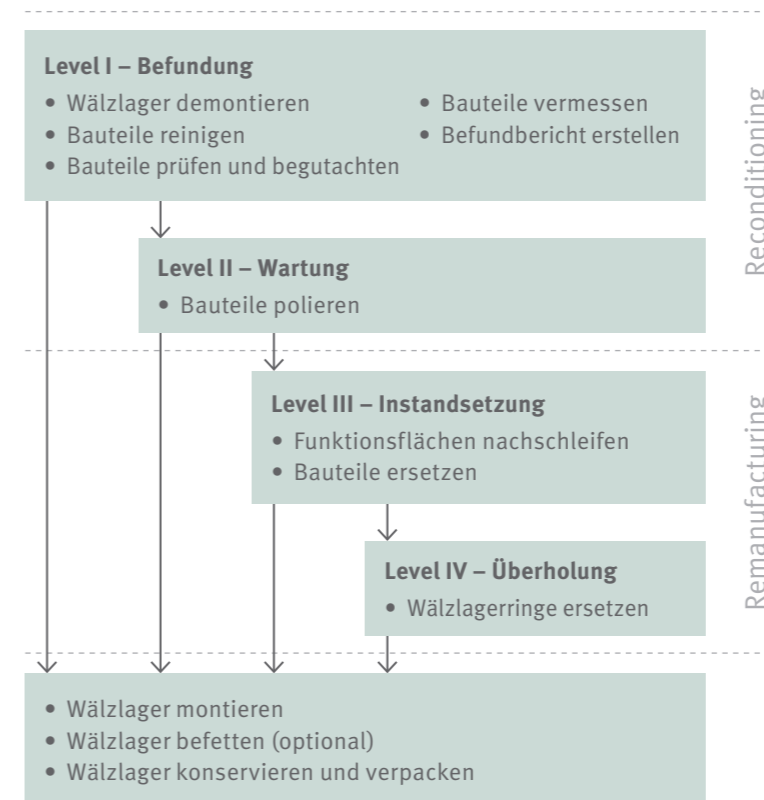 Level I – Befundung
• Wälzlager demontieren
• Bauteile reinigen
• Bauteile prüfen und begutachten
• Bauteile vermessen
• Befundbericht erstellen
Reconditioning
Level II – Wartung
• Bauteile polieren
Level III – Instandsetzung
• Funktionsflächen nachschleifen
• Bauteile ersetzen
Remanufacturing
Level IV – Überholung
• Wälzlagerringe ersetzen
• Wälzlager montieren
• Wälzlager befetten (optional)
• Wälzlager konservieren und verpacken